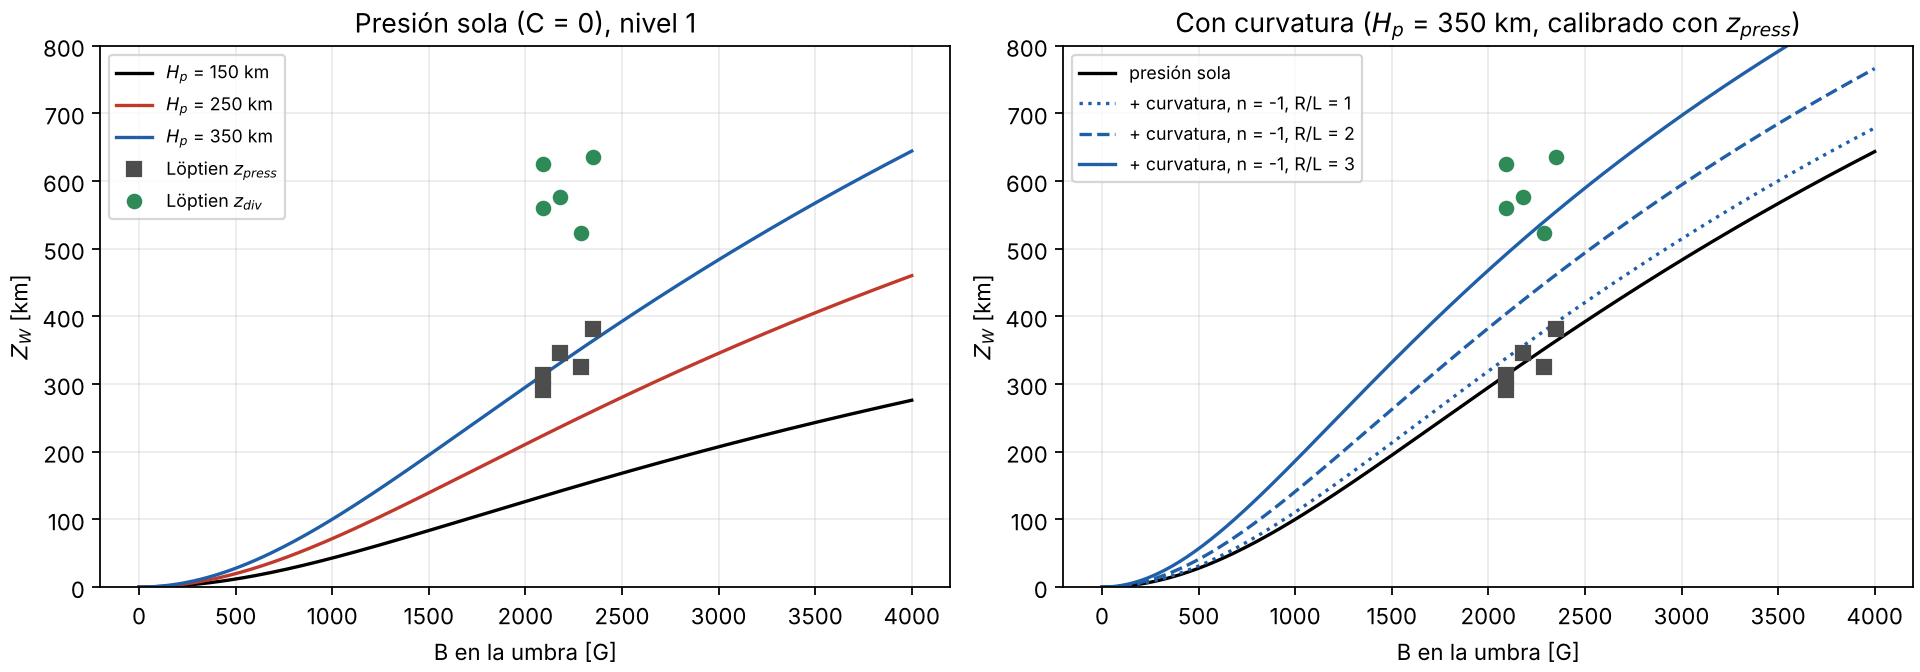 Presión sola (C = 0), nivel 1
800
700
600
500
400
300
200
100
0
Z_W [km]
H_p = 150 km
H_p = 250 km
H_p = 350 km
Löptien z_press
Löptien z_div
0 500 1000 1500 2000 2500 3000 3500 4000
B en la umbra [G]
Con curvatura (H_p = 350 km, calibrado con z_press)
800
700
600
500
400
300
200
100
0
Z_W [km]
presión sola
+ curvatura, n = -1, R/L = 1
+ curvatura, n = -1, R/L = 2
+ curvatura, n = -1, R/L = 3
0 500 1000 1500 2000 2500 3000 3500 4000
B en la umbra [G]